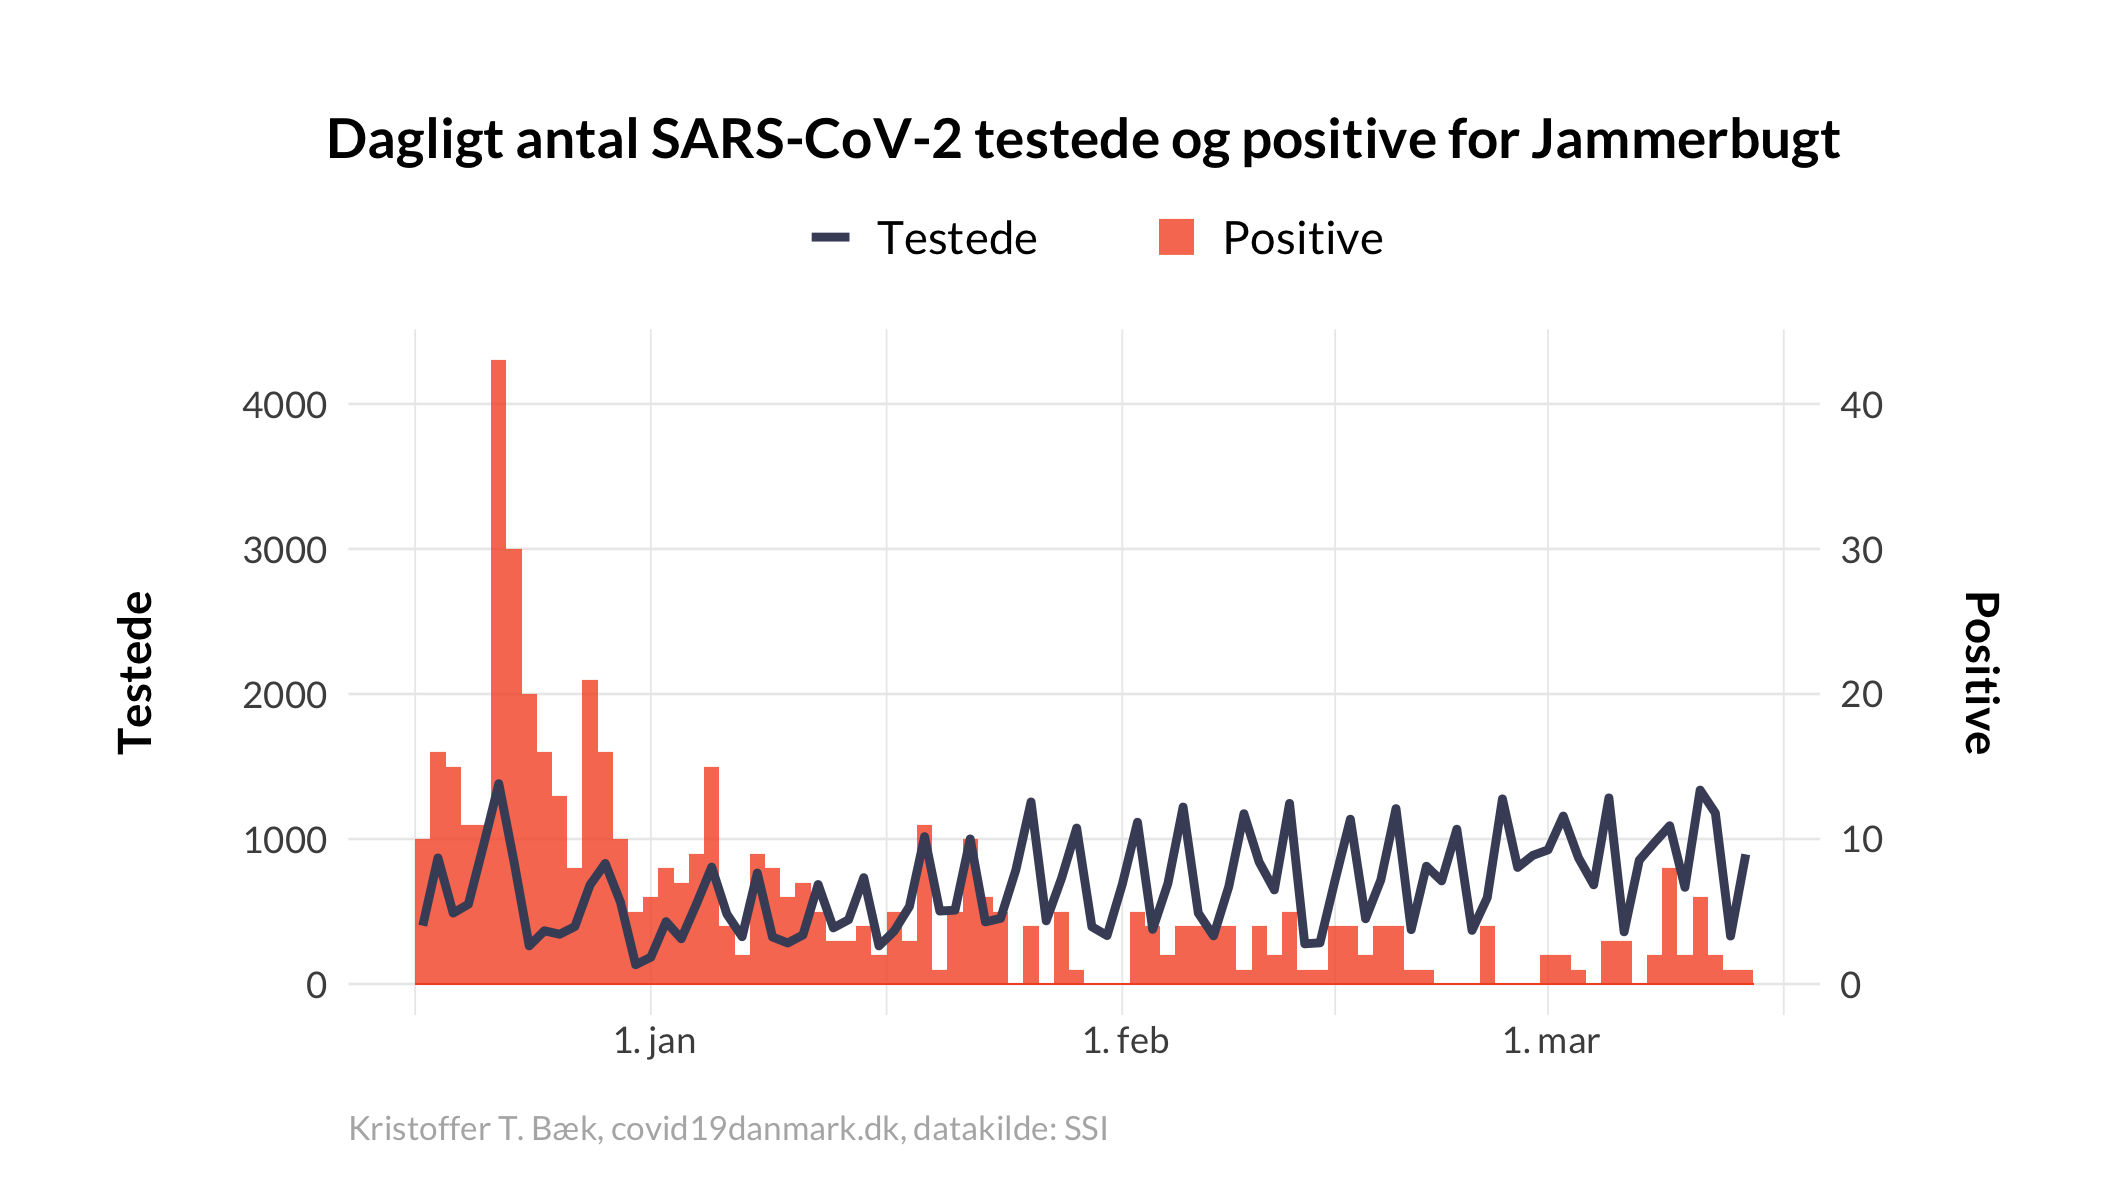 Dagligt antal SARS-CoV-2 testede og positive for Jammerbugt
Testede Positive
Testede
4000
3000
2000
1000
0
40
30
20
10
0
Positive
1. jan 1. feb 1. mar
Kristoffer T. Bæk, covid19danmark.dk, datakilde: SSI